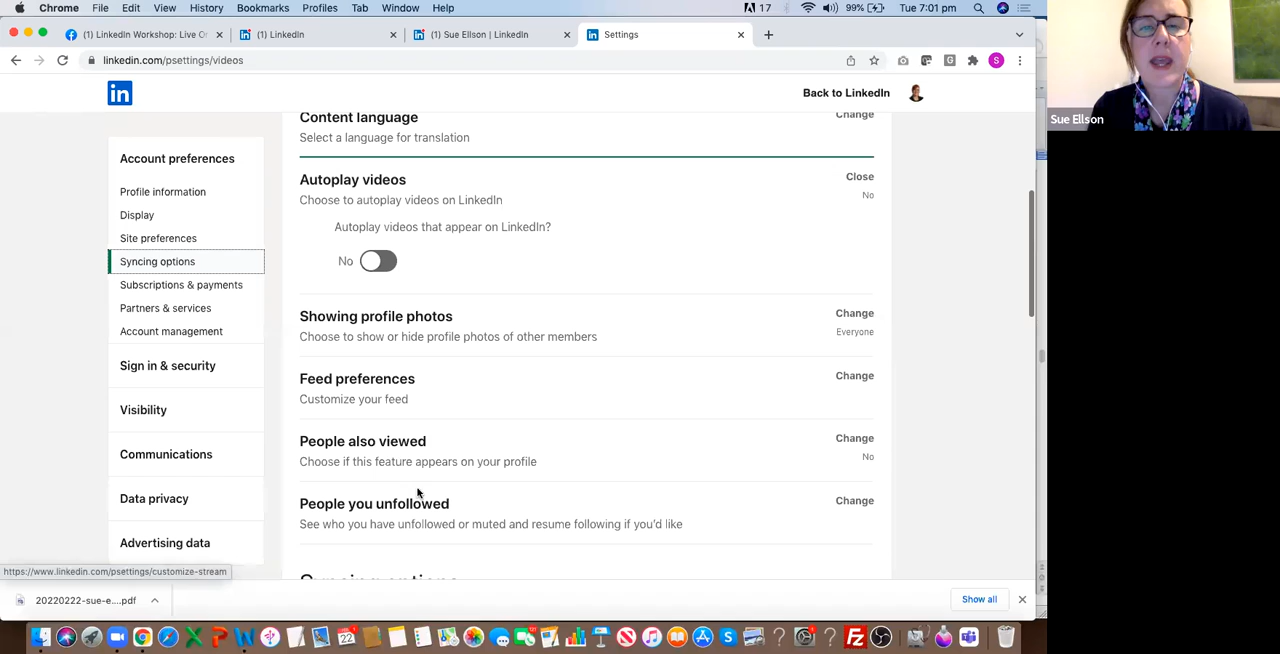 Chrome File Edit View History Bookmarks Profiles Tab Window Help 17 99% Tue 7:01 pm
(1) LinkedIn Workshop: Live O
(1) LinkedIn
(1) Sue Ellson | LinkedIn
Settings
linkedin.com/psettings/videos
in
Back to LinkedIn
Sue Ellson
Account preferences
Profile information
Display
Site preferences
Syncing options
Subscriptions & payments
Partners & services
Account management
Sign in & security
Visibility
Communications
Data privacy
Advertising data
Content language
Change
Select a language for translation
Autoplay videos
Close
Choose to autoplay videos on LinkedIn
No
Autoplay videos that appear on LinkedIn?
No
Showing profile photos
Change
Choose to show or hide profile photos of other members
Everyone
Feed preferences
Change
Customize your feed
People also viewed
Change
Choose if this feature appears on your profile
No
People you unfollowed
Change
See who you have unfollowed or muted and resume following if you'd like
Syncing options
https://www.linkedin.com/psettings/customize-stream
20220222-sue-e....pdf
Show all